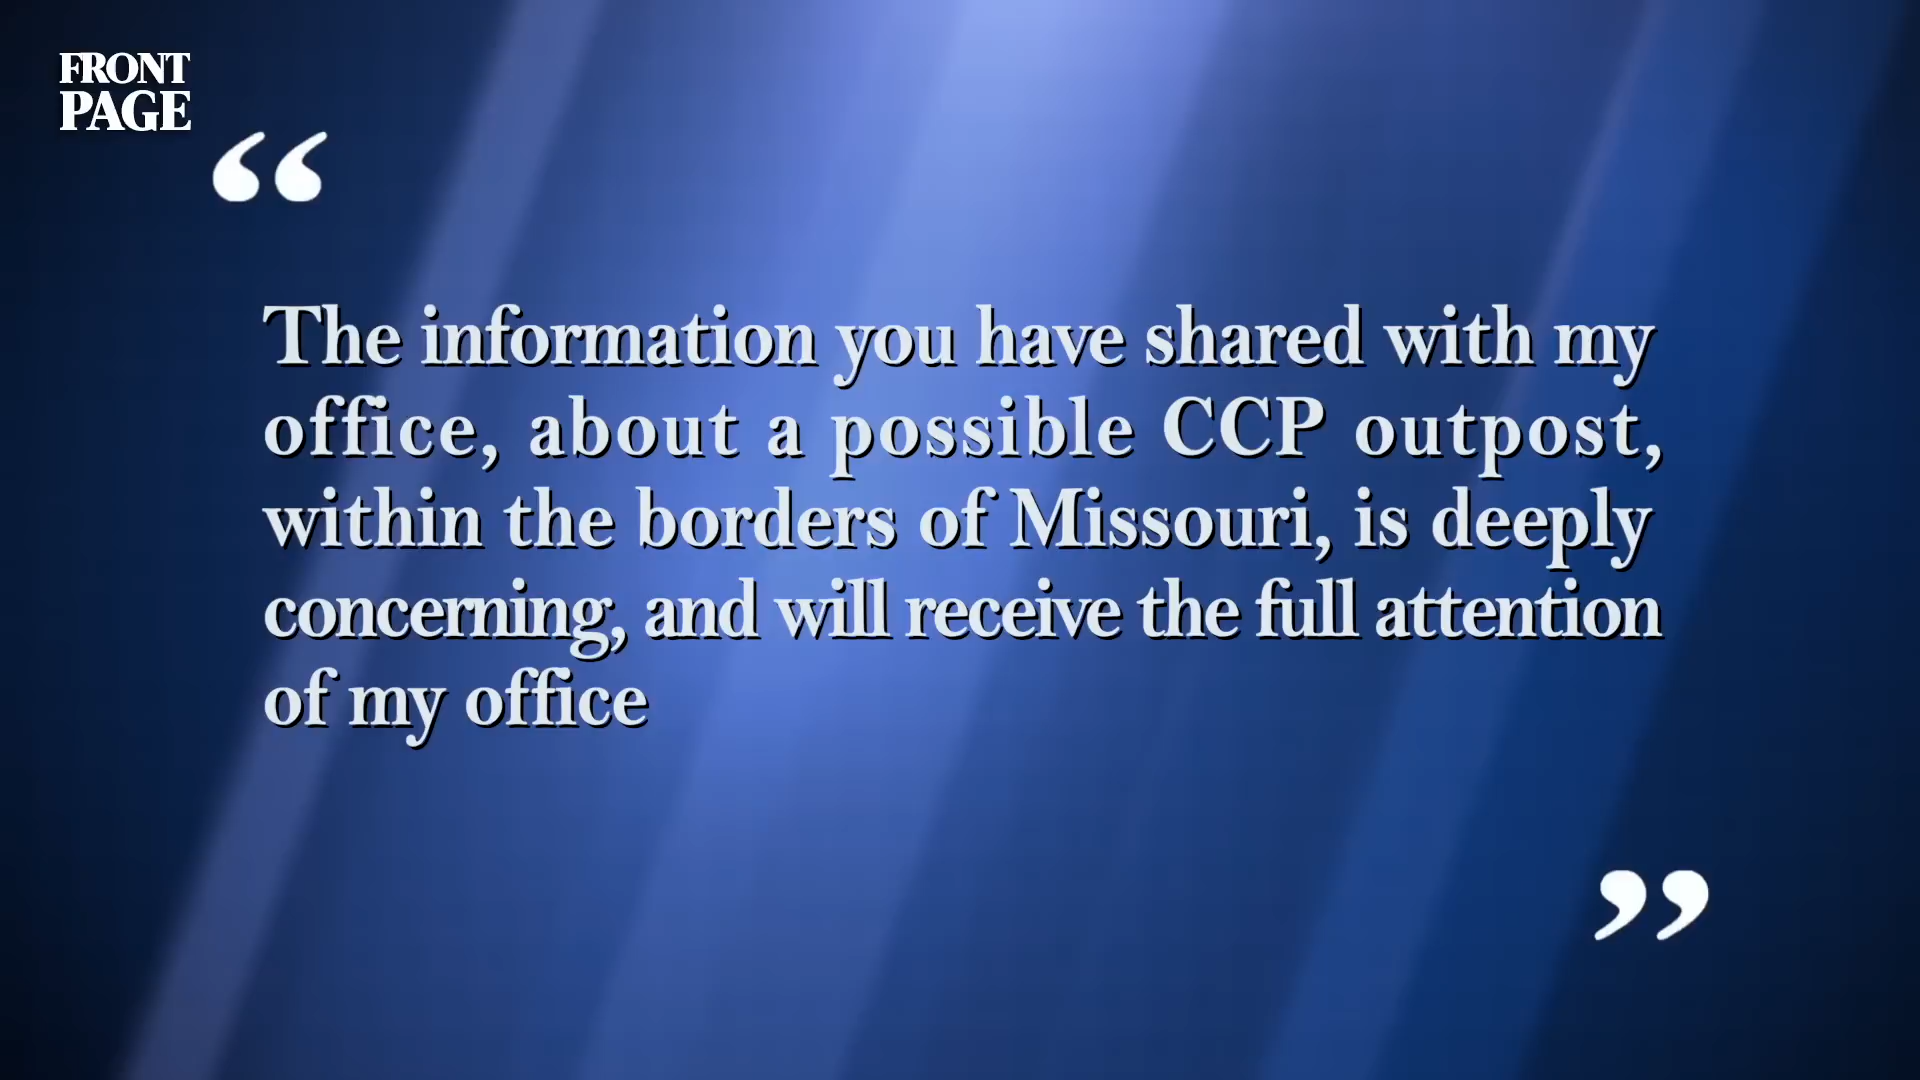 FRONT
PAGE
“
The information you have shared with my
office, about a possible CCP outpost,
within the borders of Missouri, is deeply
concerning, and will receive the full attention
of my office
”